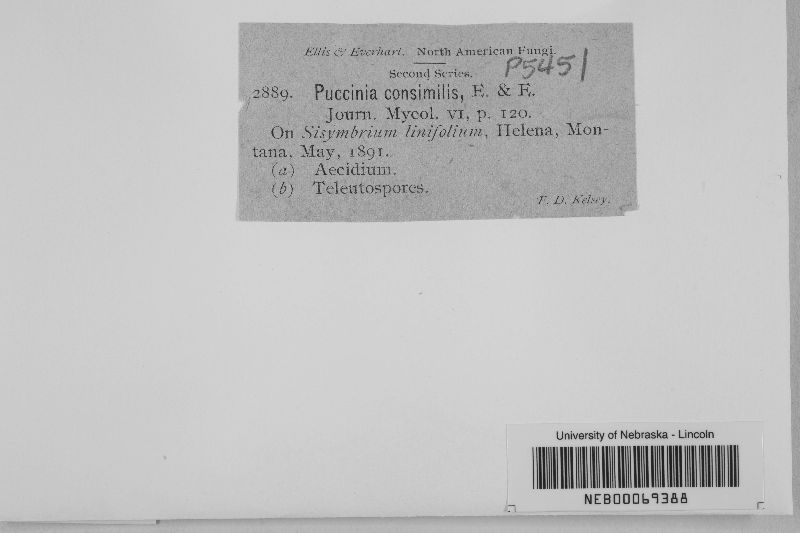 Ellis & Everhart. North American Fungi.
Second Series.
P5451
2889. Puccinia consimilis, E. & E.
Journ. Mycol. VI, p. 120.
On Sisymbrium linifolium, Helena, Mon-
tana, May, 1891.
(a) Aecidium.
(b) Teleutospores.
F. D. Kelsey.
University of Nebraska - Lincoln
NEB00069388